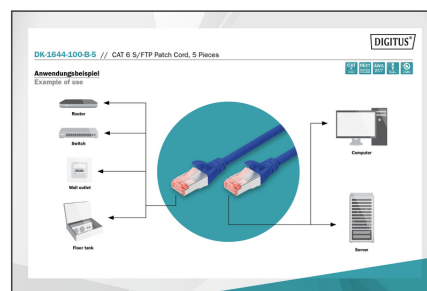 DIGITUS®
DK-1644-100-B-5 // CAT 6 S/FTP Patch Cord, 5 Pieces
Anwendungsbeispiel
Example of use
Router
Switch
Wall outlet
Floor tank
Computer
Server